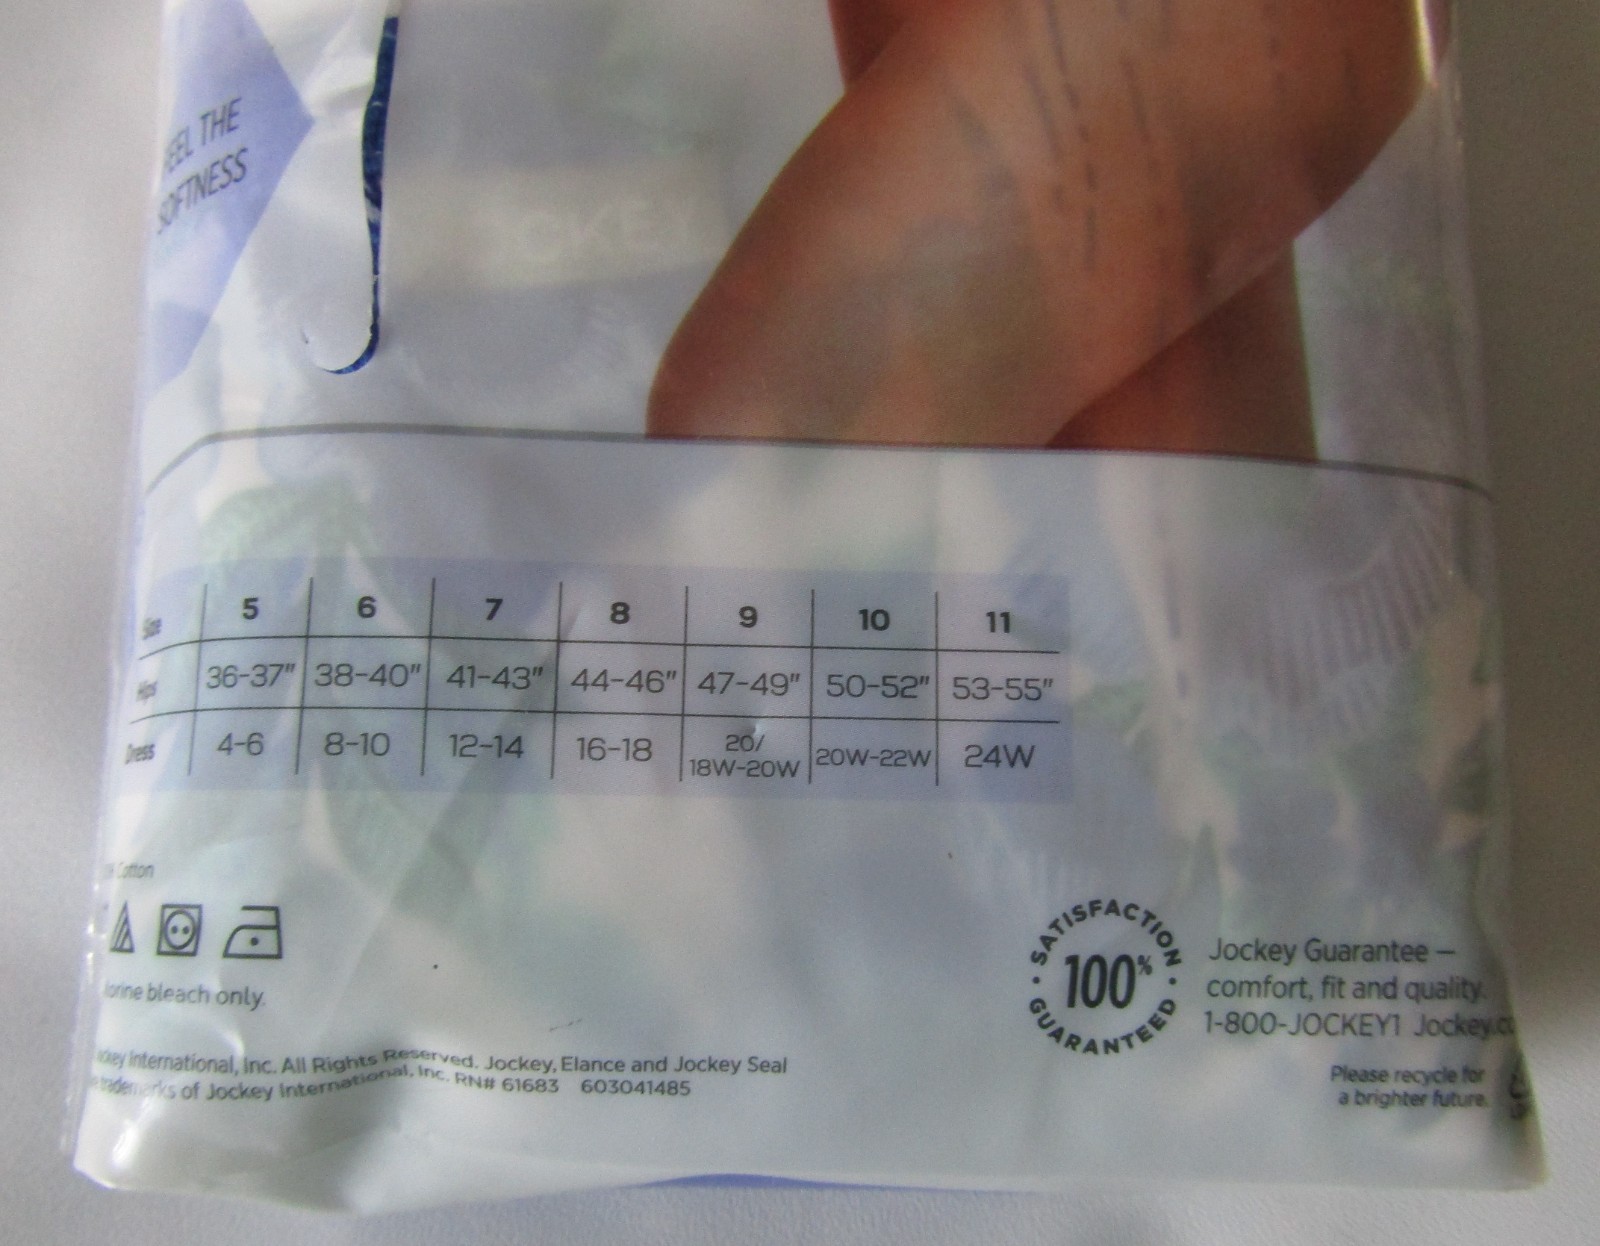 FEEL THE
SOFTNESS
OCKEY
Size 5 6 7 8 9 10 11
Hips 36-37" 38-40" 41-43" 44-46" 47-49" 50-52" 53-55"
Dress 4-6 8-10 12-14 16-18 20/ 18W-20W 20W-22W 24W
Cotton
lorine bleach only.
ckey International, Inc. All Rights Reserved. Jockey, Elance and Jockey Seal
e trademarks of Jockey International, Inc. RN# 61683 603041485
SATISFACTION
100%
GUARANTEED
Jockey Guarantee —
comfort, fit and quality.
1-800-JOCKEY1 Jockey.co
Please recycle for
a brighter future.